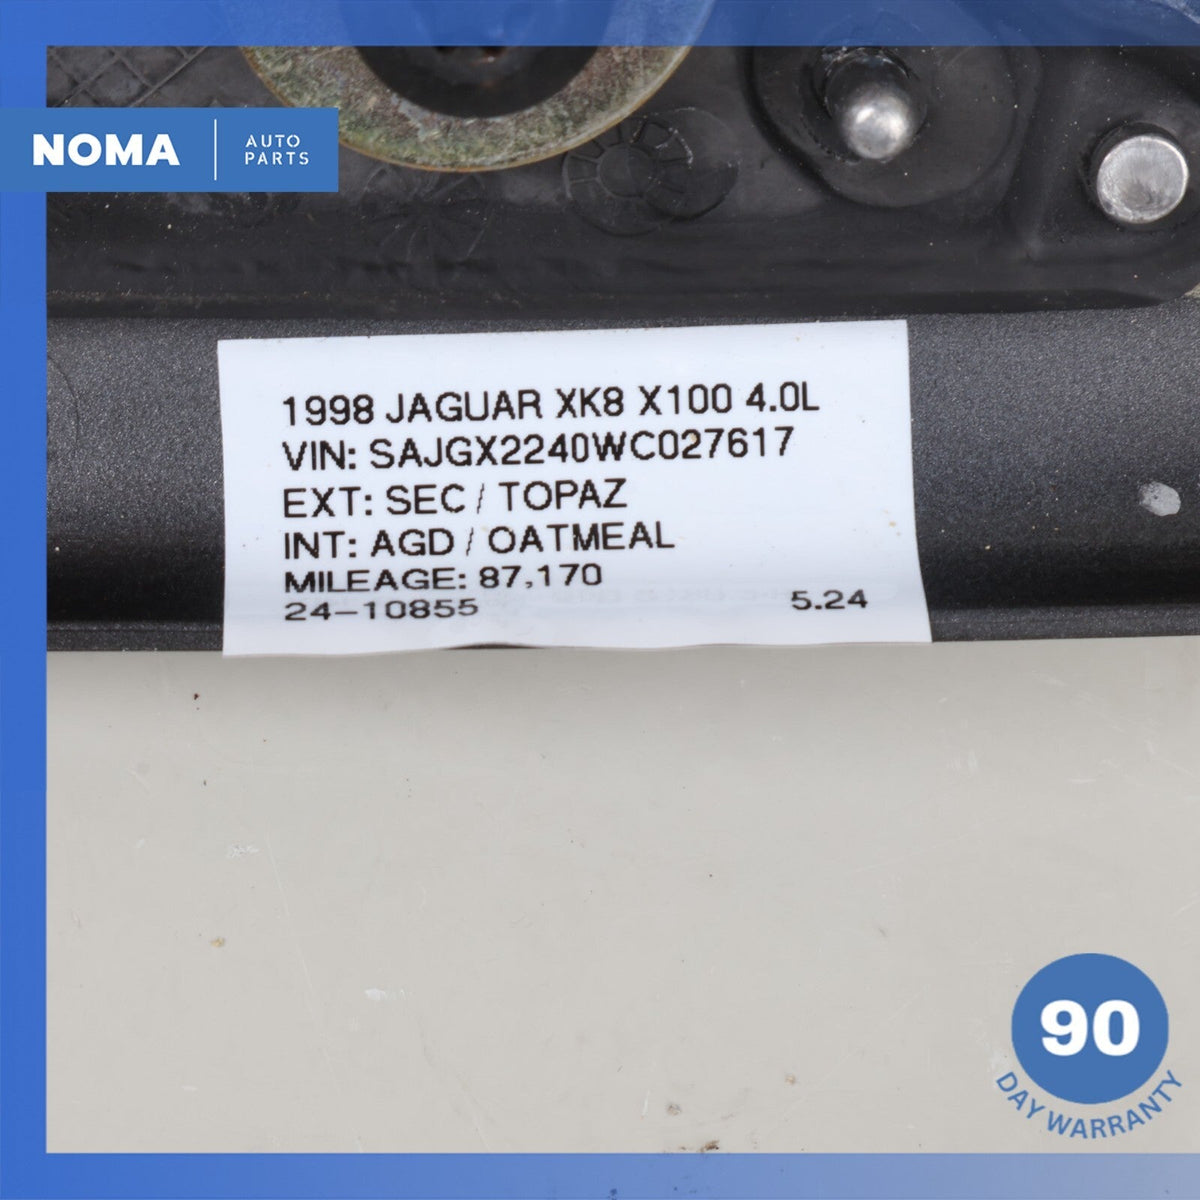 NOMA
AUTO
PARTS
1998 JAGUAR XK8 X100 4.0L
VIN: SAJGX2240WC027617
EXT: SEC / TOPAZ
INT: AGD / OATMEAL
MILEAGE: 87,170
24-10855 5.24
90
DAY WARRANTY